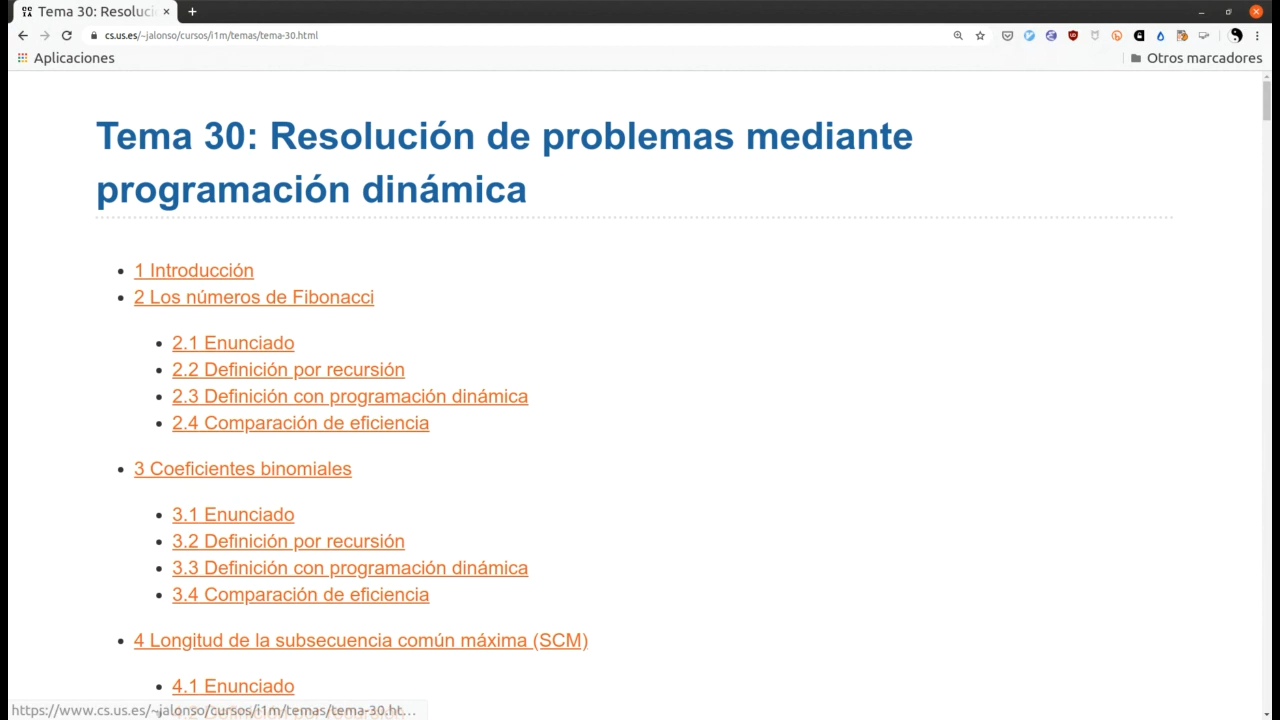 Tema 30: Resoluci
cs.us.es/~jalonso/cursos/i1m/temas/tema-30.html
Aplicaciones
Otros marcadores
Tema 30: Resolución de problemas mediante
programación dinámica
1 Introducción
2 Los números de Fibonacci
2.1 Enunciado
2.2 Definición por recursión
2.3 Definición con programación dinámica
2.4 Comparación de eficiencia
3 Coeficientes binomiales
3.1 Enunciado
3.2 Definición por recursión
3.3 Definición con programación dinámica
3.4 Comparación de eficiencia
4 Longitud de la subsecuencia común máxima (SCM)
4.1 Enunciado
https://www.cs.us.es/~jalonso/cursos/i1m/temas/tema-30.ht...